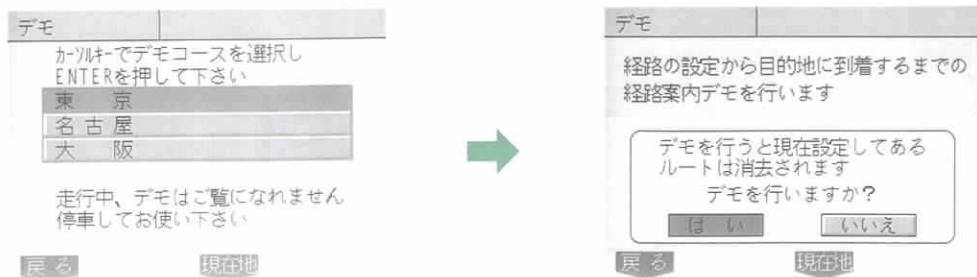 デモ
カーソルキーでデモコースを選択し
ENTERを押して下さい
東 京
名古屋
大 阪
走行中、デモはご覧になれません
停車してお使い下さい
戻る
現在地
デモ
経路の設定から目的地に到着するまでの
経路案内デモを行います
デモを行うと現在設定してある
ルートは消去されます
デモを行いますか？
はい
いいえ
戻る
現在地